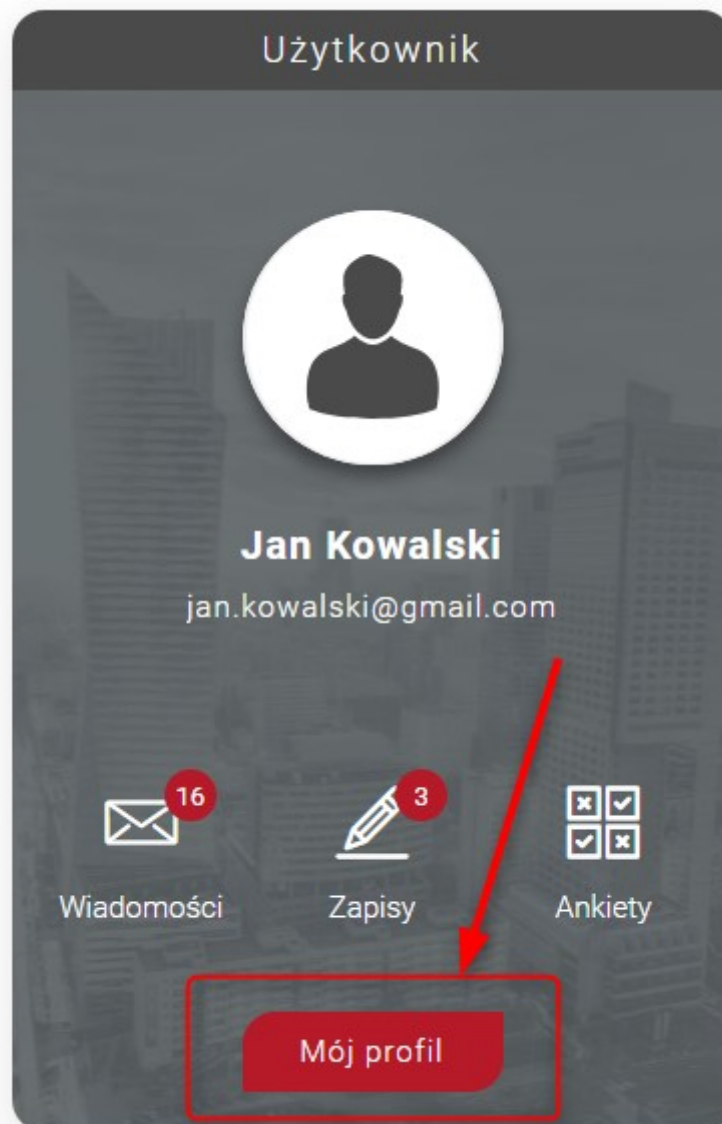 Użytkownik
Jan Kowalski
jan.kowalski@gmail.com
16 3
Wiadomości Zapisy Ankiety
Mój profil